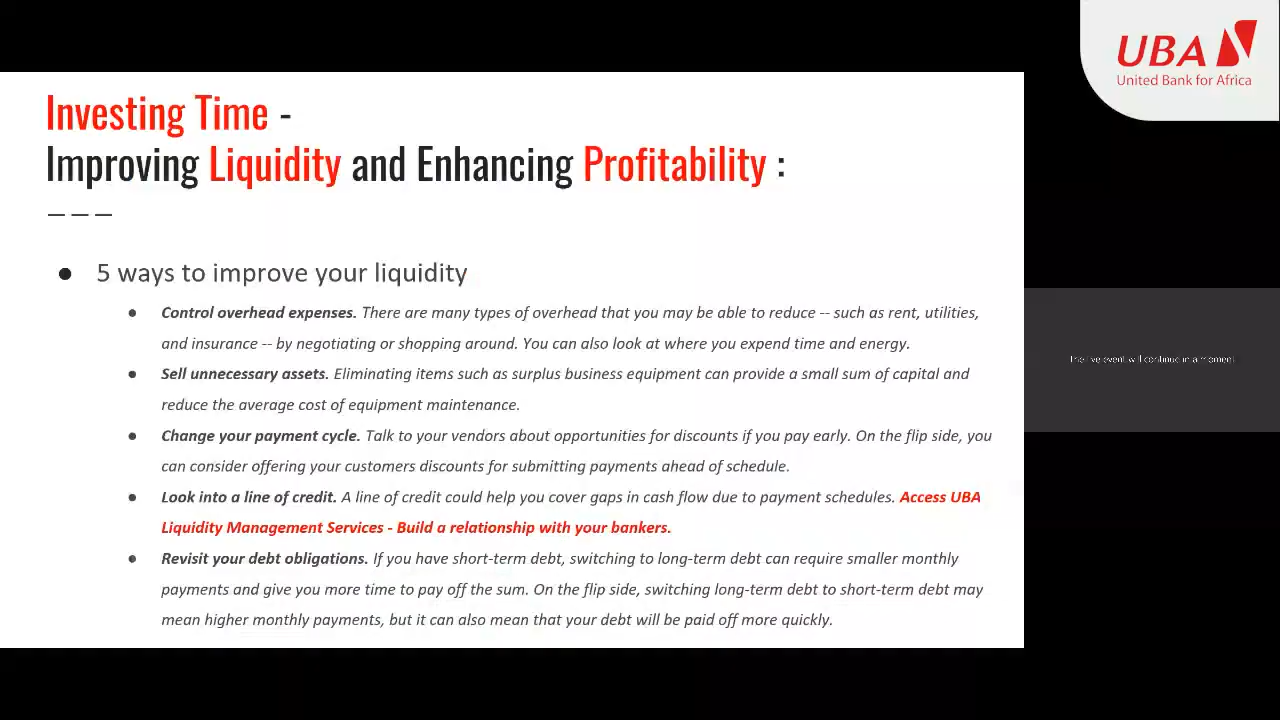 UBA
United Bank for Africa
Investing Time -
Improving Liquidity and Enhancing Profitability :
● 5 ways to improve your liquidity
● Control overhead expenses. There are many types of overhead that you may be able to reduce -- such as rent, utilities,
and insurance -- by negotiating or shopping around. You can also look at where you expend time and energy.
● Sell unnecessary assets. Eliminating items such as surplus business equipment can provide a small sum of capital and
reduce the average cost of equipment maintenance.
● Change your payment cycle. Talk to your vendors about opportunities for discounts if you pay early. On the flip side, you
can consider offering your customers discounts for submitting payments ahead of schedule.
● Look into a line of credit. A line of credit could help you cover gaps in cash flow due to payment schedules. Access UBA
Liquidity Management Services - Build a relationship with your bankers.
● Revisit your debt obligations. If you have short-term debt, switching to long-term debt can require smaller monthly
payments and give you more time to pay off the sum. On the flip side, switching long-term debt to short-term debt may
mean higher monthly payments, but it can also mean that your debt will be paid off more quickly.
The live event will continue in a moment